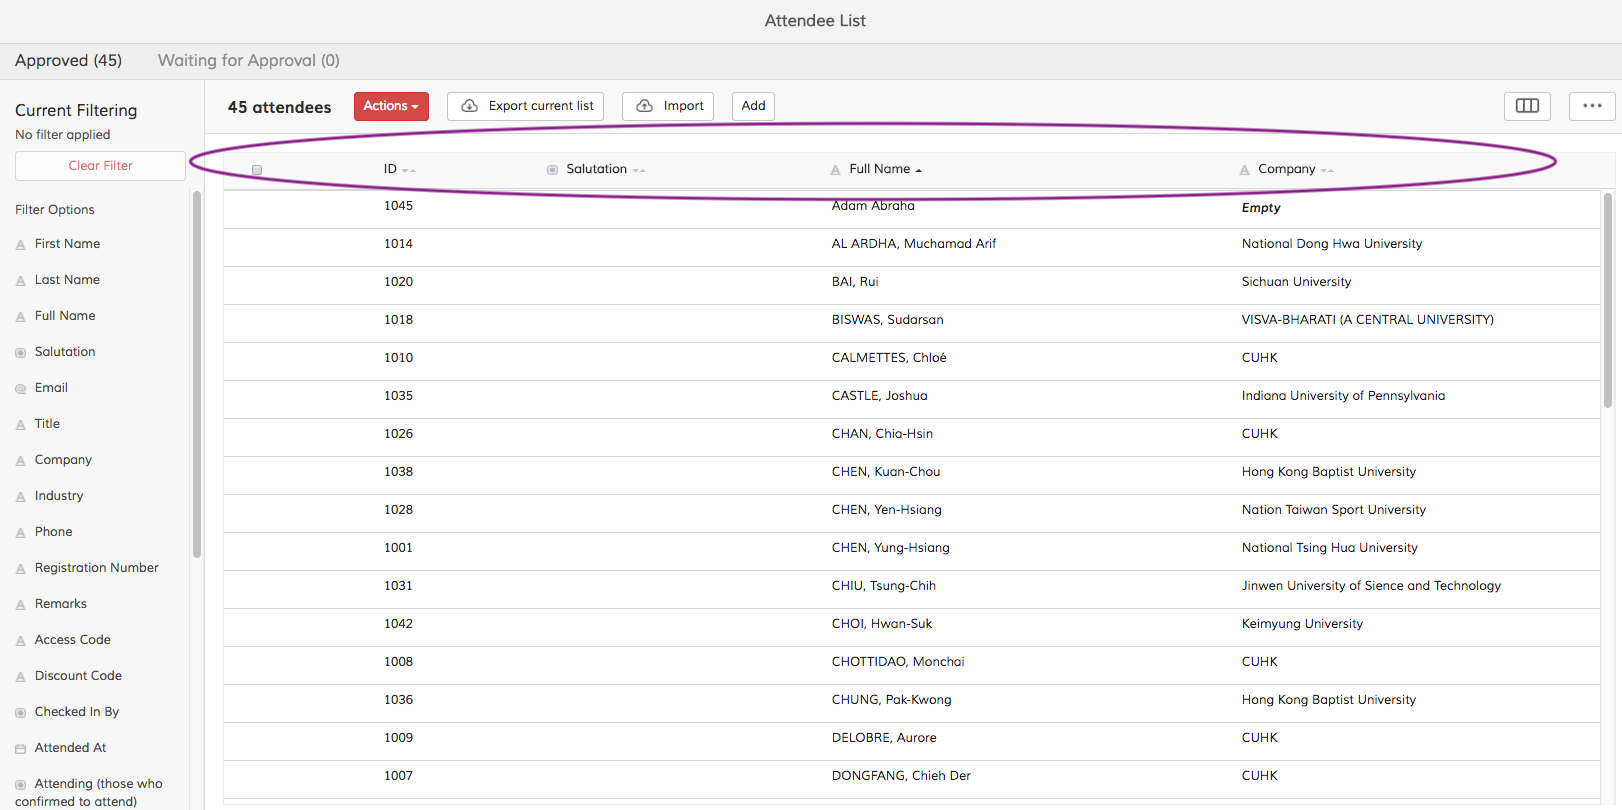 Attendee List
Approved (45) Waiting for Approval (0)
Current Filtering
No filter applied
Clear Filter
Filter Options
First Name
Last Name
Full Name
Salutation
Email
Title
Company
Industry
Phone
Registration Number
Remarks
Access Code
Discount Code
Checked In By
Attended At
Attending (those who
confirmed to attend)
45 attendees Actions Export current list Import Add
ID Salutation Full Name Company
1045 Adam Abraha Empty
1014 AL ARDHA, Muchamad Arif National Dong Hwa University
1020 BAI, Rui Sichuan University
1018 BISWAS, Sudarsan VISVA-BHARATI (A CENTRAL UNIVERSITY)
1010 CALMETTES, Chloé CUHK
1035 CASTLE, Joshua Indiana University of Pennsylvania
1026 CHAN, Chia-Hsin CUHK
1038 CHEN, Kuan-Chou Hong Kong Baptist University
1028 CHEN, Yen-Hsiang Nation Taiwan Sport University
1001 CHEN, Yung-Hsiang National Tsing Hua University
1031 CHIU, Tsung-Chih Jinwen University of Sience and Technology
1042 CHOI, Hwan-Suk Keimyung University
1008 CHOTTIDAO, Monchai CUHK
1036 CHUNG, Pak-Kwong Hong Kong Baptist University
1009 DELOBRE, Aurore CUHK
1007 DONGFANG, Chieh Der CUHK